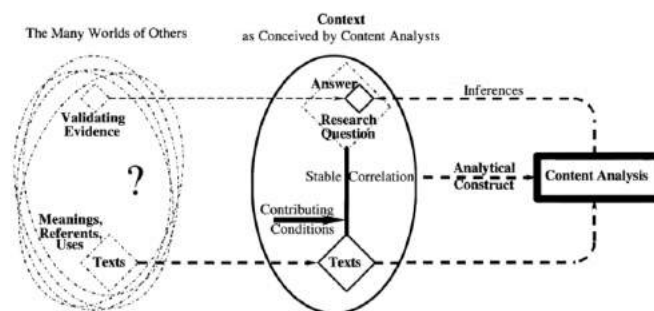 The Many Worlds of Others
Context
as Conceived by Content Analysts
Validating
Evidence
?
Meanings,
Referents,
Uses
Texts
Answer
Research
Question
Stable Correlation
Contributing
Conditions
Texts
Inferences
Analytical
Construct
Content Analysis